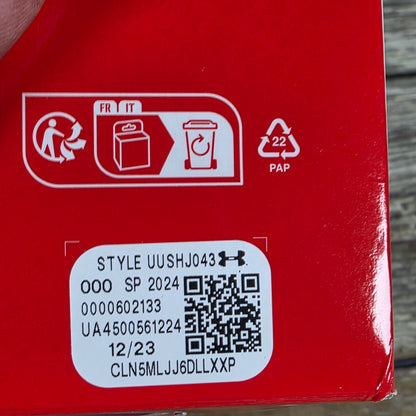 FR IT
22
PAP
STYLE UUSHJ043
000 SP 2024
0000602133
UA4500561224
12/23
CLN5MLJJ6DLLXXP